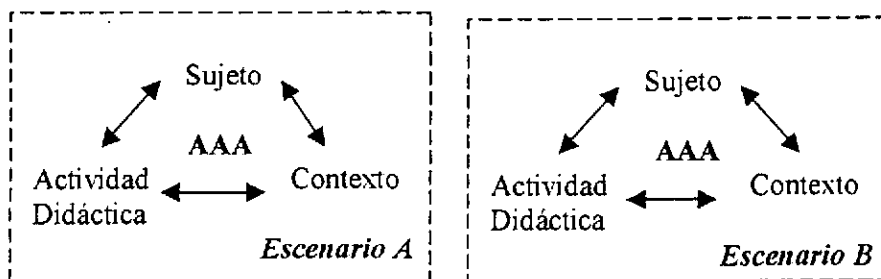 Sujeto
AAA
Actividad
Didáctica
Contexto
Escenario A
Sujeto
AAA
Actividad
Didáctica
Contexto
Escenario B